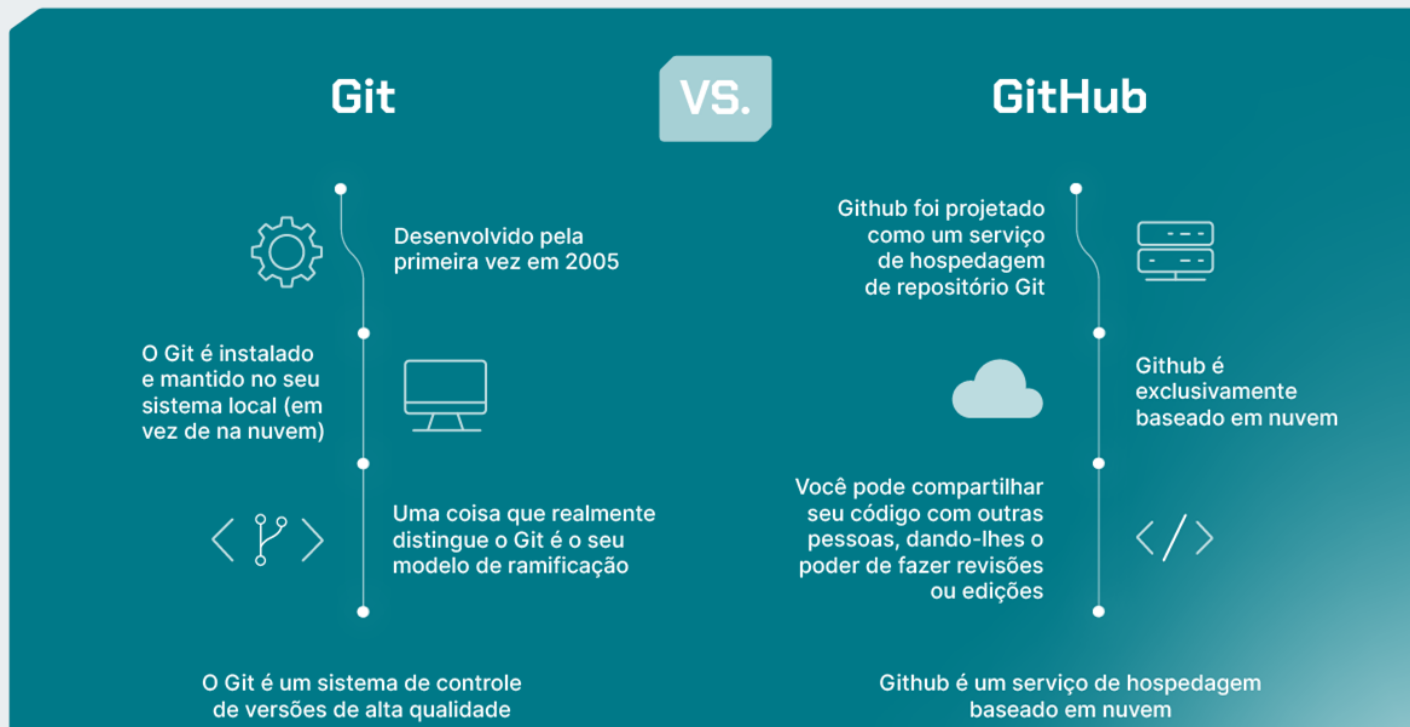 Git
VS.
GitHub
Desenvolvido pela
primeira vez em 2005
O Git é instalado
e mantido no seu
sistema local (em
vez de na nuvem)
Uma coisa que realmente
distingue o Git é o seu
modelo de ramificação
O Git é um sistema de controle
de versões de alta qualidade
Github foi projetado
como um serviço
de hospedagem
de repositório Git
Github é
exclusivamente
baseado em nuvem
Você pode compartilhar
seu código com outras
pessoas, dando-lhes o
poder de fazer revisões
ou edições
Github é um serviço de hospedagem
baseado em nuvem